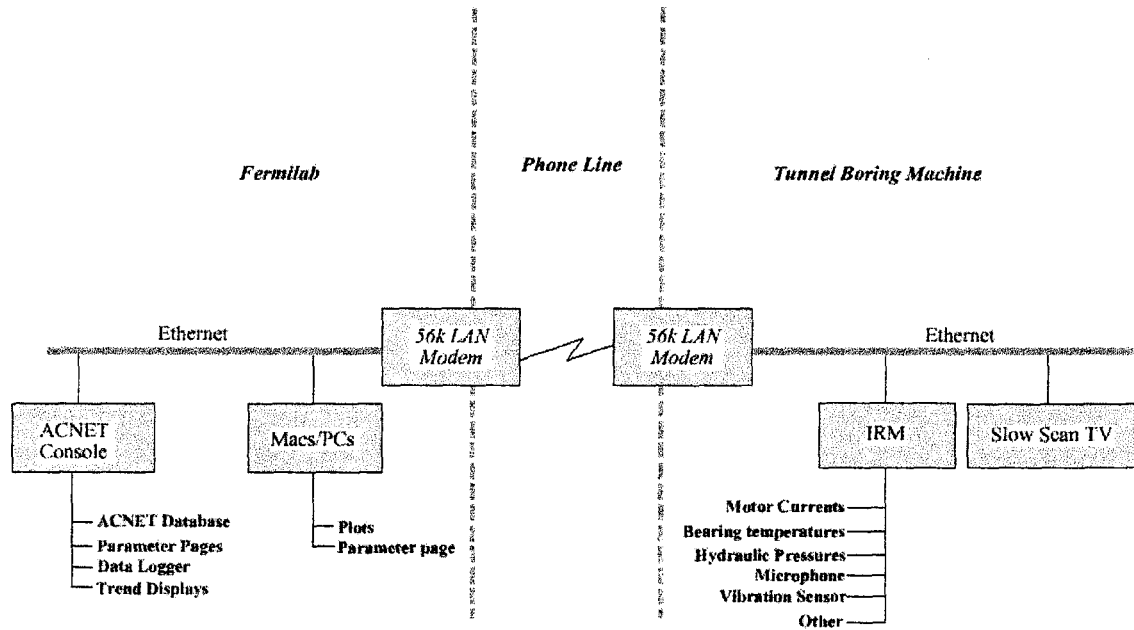 Fermilab
Phone Line
Tunnel Boring Machine
Ethernet
56k LAN
Modem
56k LAN
Modem
Ethernet
ACNET
Console
Macs/PCs
IRM
Slow Scan TV
ACNET Database
Parameter Pages
Data Logger
Trend Displays
Plots
Parameter page
Motor Currents
Bearing temperatures
Hydraulic Pressures
Microphone
Vibration Sensor
Other